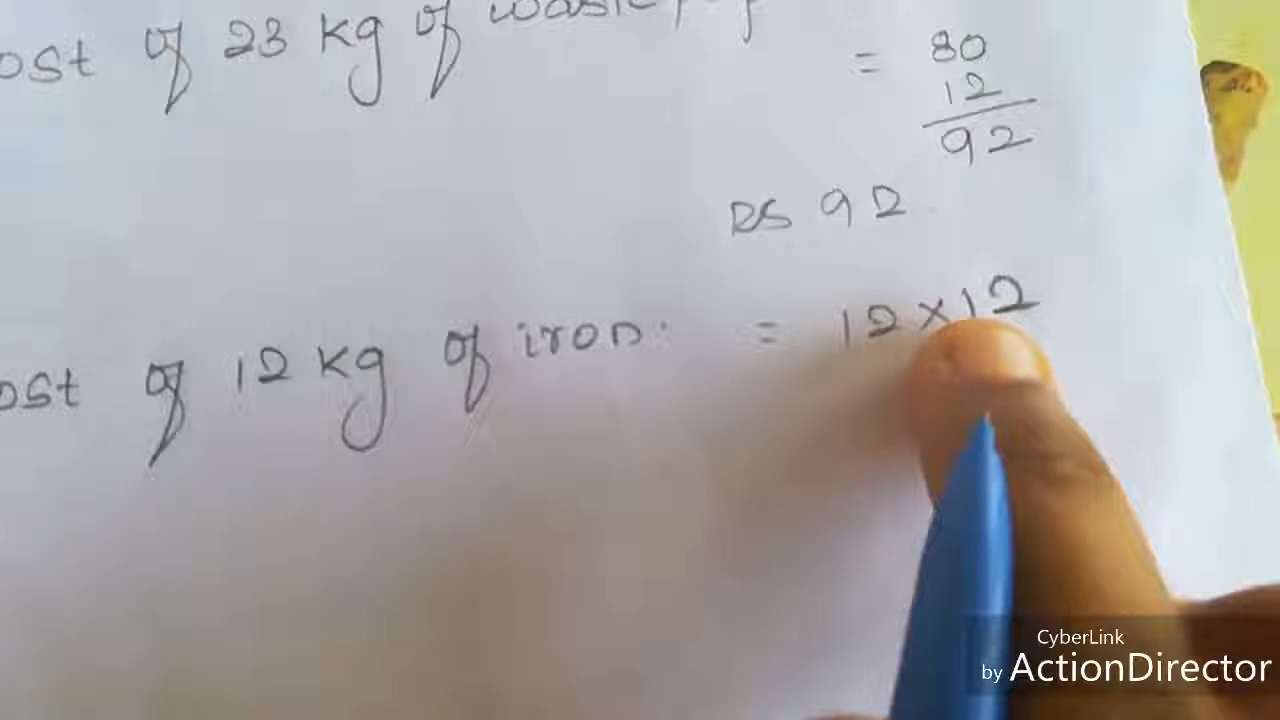 ost of 23 kg of waste
= 80
12
92
RS 92
ost of 12 kg of iron. = 12×12
CyberLink
by ActionDirector